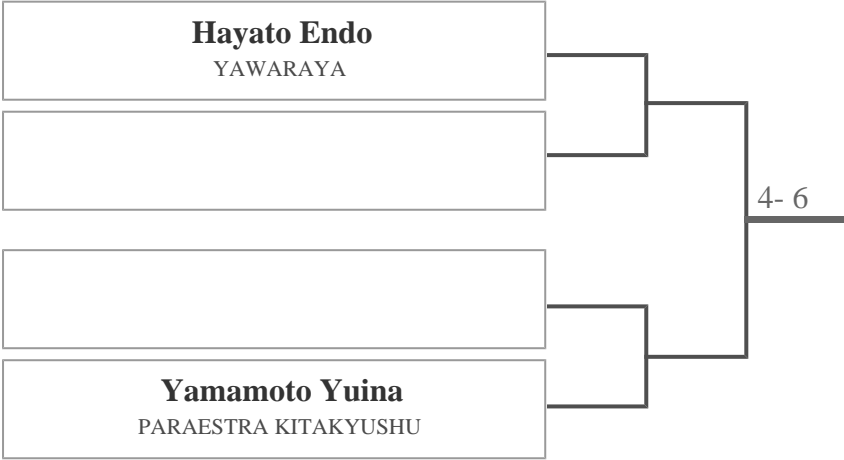 Hayato Endo
YAWARAYA
4- 6
Yamamoto Yuina
PARAESTRA KITAKYUSHU